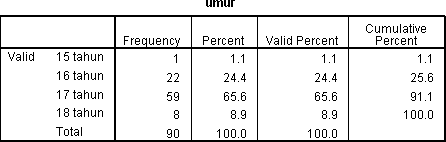 umur
Frequency Percent Valid Percent Cumulative Percent
Valid 15 tahun 1 1.1 1.1 1.1
16 tahun 22 24.4 24.4 25.6
17 tahun 59 65.6 65.6 91.1
18 tahun 8 8.9 8.9 100.0
Total 90 100.0 100.0